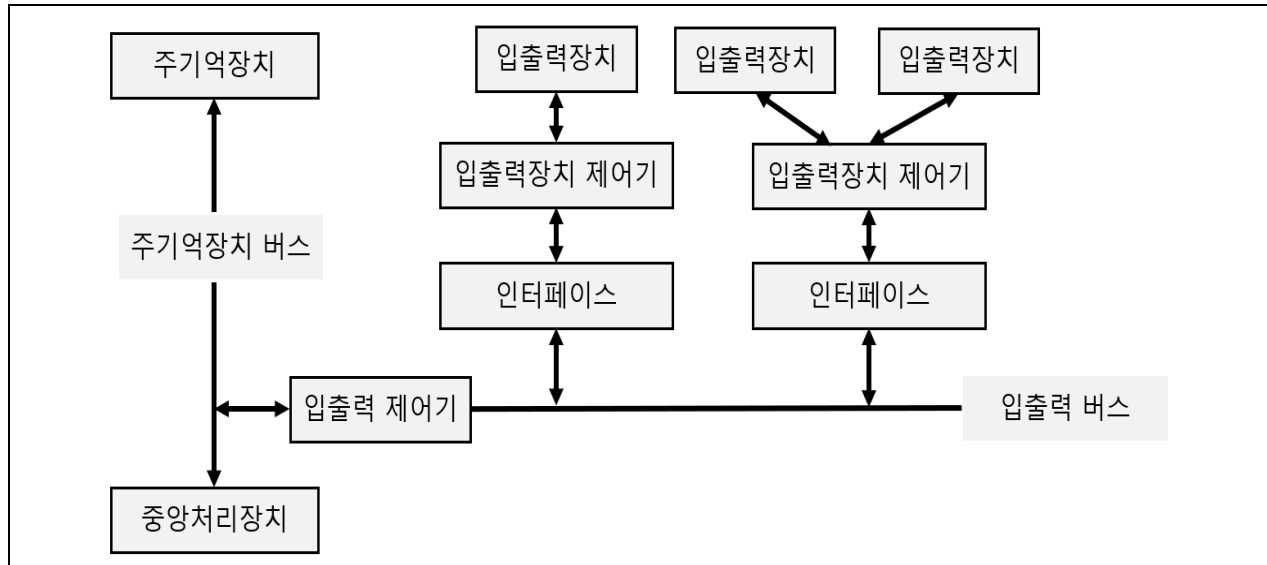 주기억장치
입출력장치
입출력장치
입출력장치
입출력장치 제어기
입출력장치 제어기
주기억장치 버스
인터페이스
인터페이스
입출력 제어기
입출력 버스
중앙처리장치